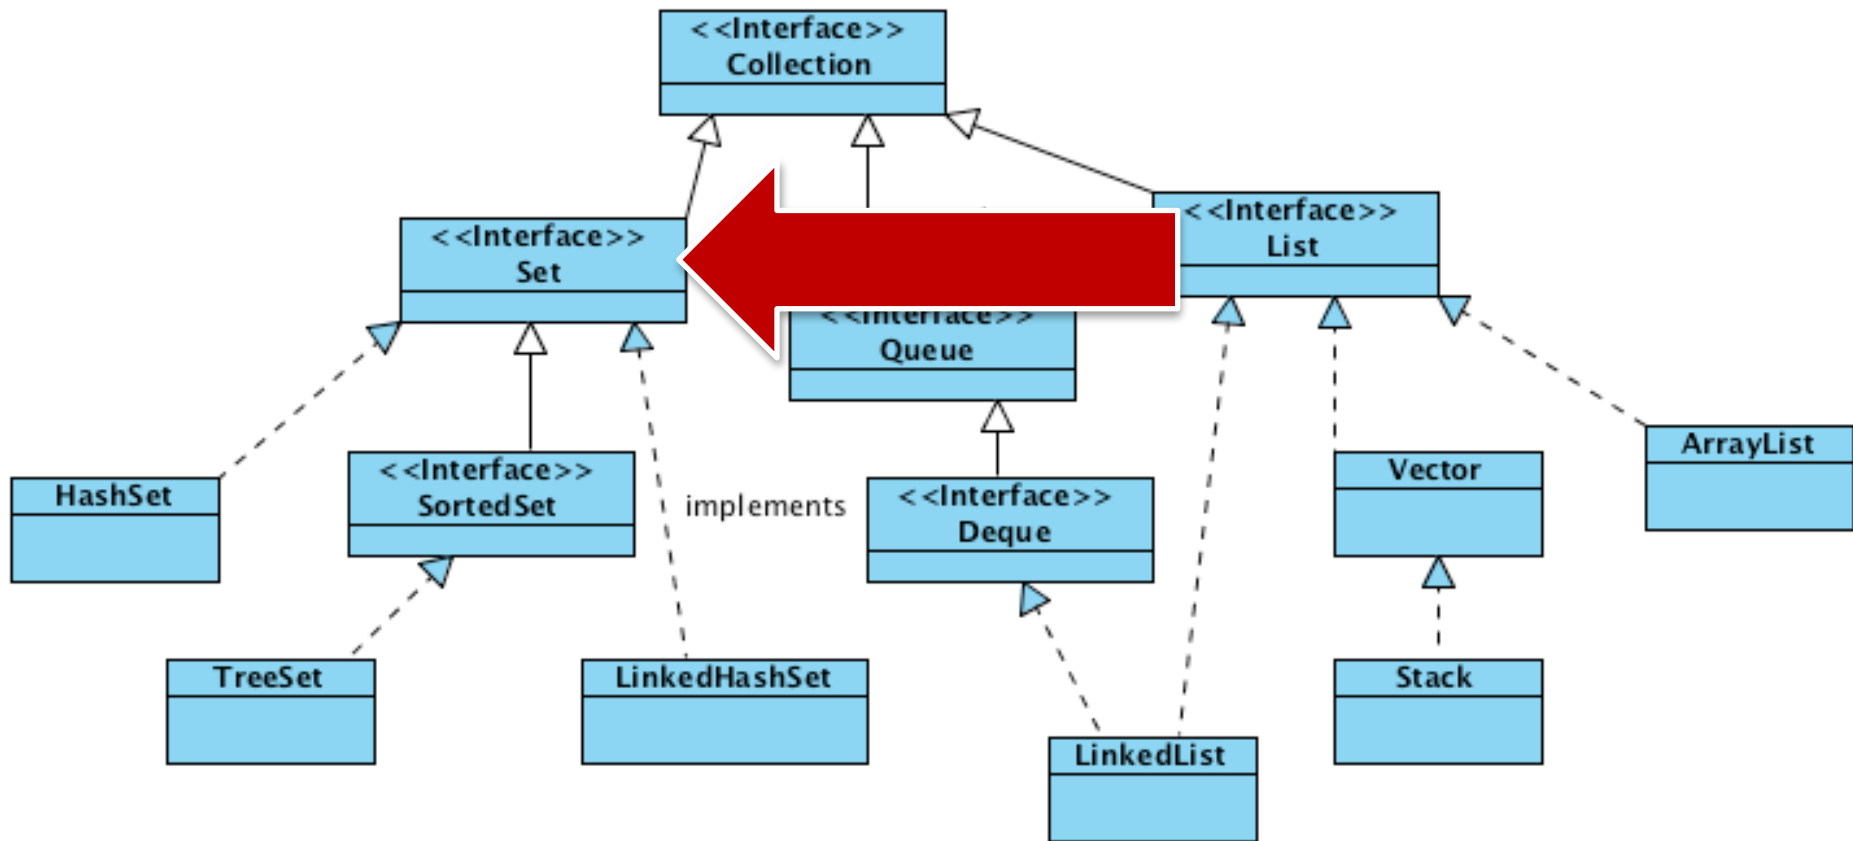 <<Interface>>
Collection
<<Interface>>
Set
<<Interface>>
List
<<Interface>>
Queue
HashSet
<<Interface>>
SortedSet
implements
<<Interface>>
Deque
Vector
ArrayList
TreeSet
LinkedHashSet
LinkedList
Stack